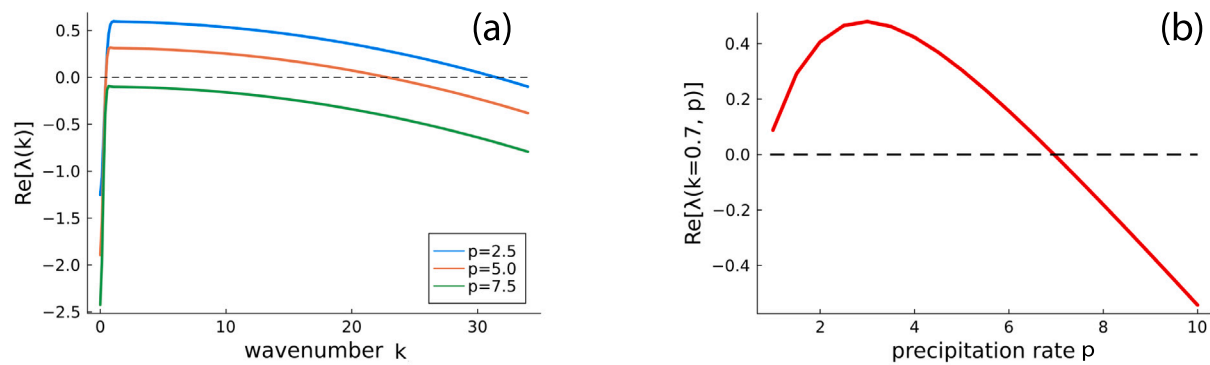 (a)
Re[λ(k)]
0.5
0.0
−0.5
−1.0
−1.5
−2.0
−2.5
p=2.5
p=5.0
p=7.5
0 10 20 30
wavenumber k
(b)
Re[λ(k=0.7, p)]
0.4
0.2
0.0
−0.2
−0.4
2 4 6 8 10
precipitation rate p